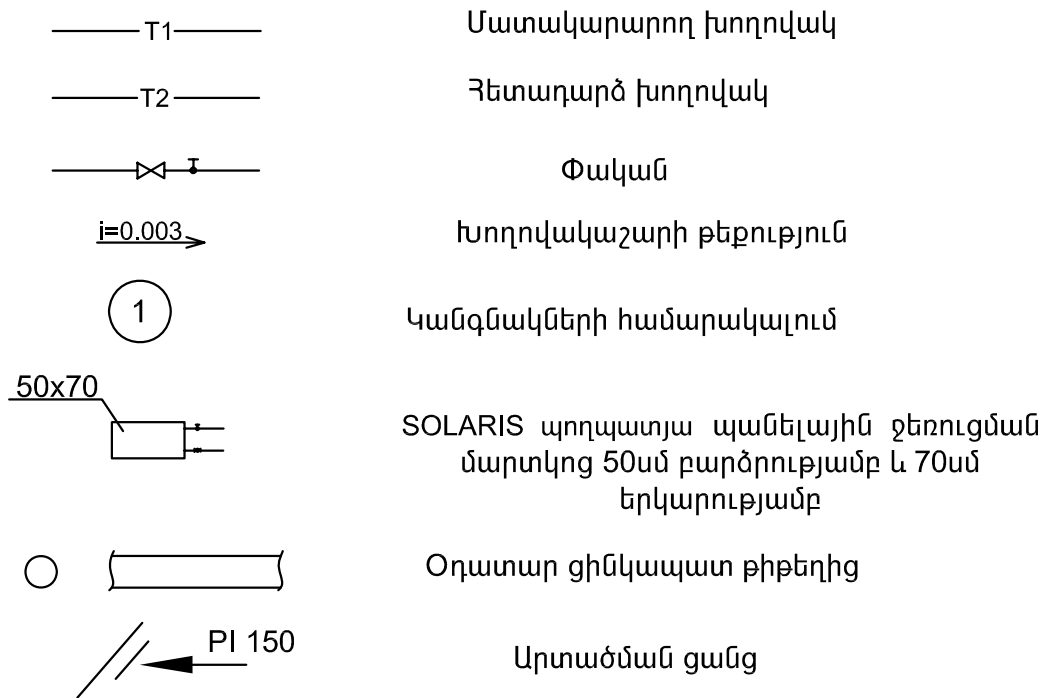 T1 Մատակարարող խողովակ
T2 Հետադարձ խողովակ
Փական
i=0.003 Խողովակաշարի թեքություն
1 Կանգնակների համարակալում
50x70
SOLARIS պողպատյա պանելային ջեռուցման
մարտկոց 50սմ բարձրությամբ և 70սմ
երկարությամբ
Օդատար ցինկապատ թիթեղից
PI 150
Արտածման ցանց